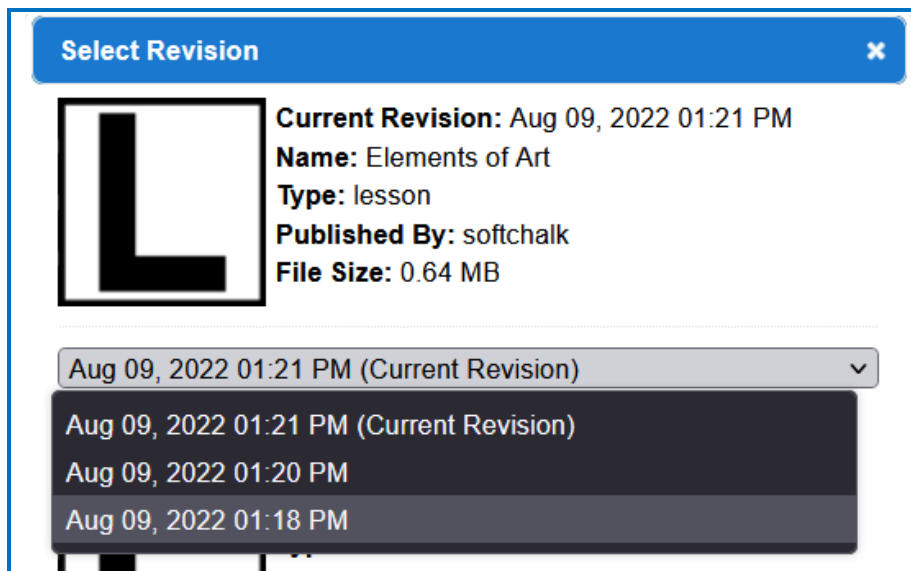 Select Revision
L
Current Revision: Aug 09, 2022 01:21 PM
Name: Elements of Art
Type: lesson
Published By: softchalk
File Size: 0.64 MB
Aug 09, 2022 01:21 PM (Current Revision)
Aug 09, 2022 01:21 PM (Current Revision)
Aug 09, 2022 01:20 PM
Aug 09, 2022 01:18 PM